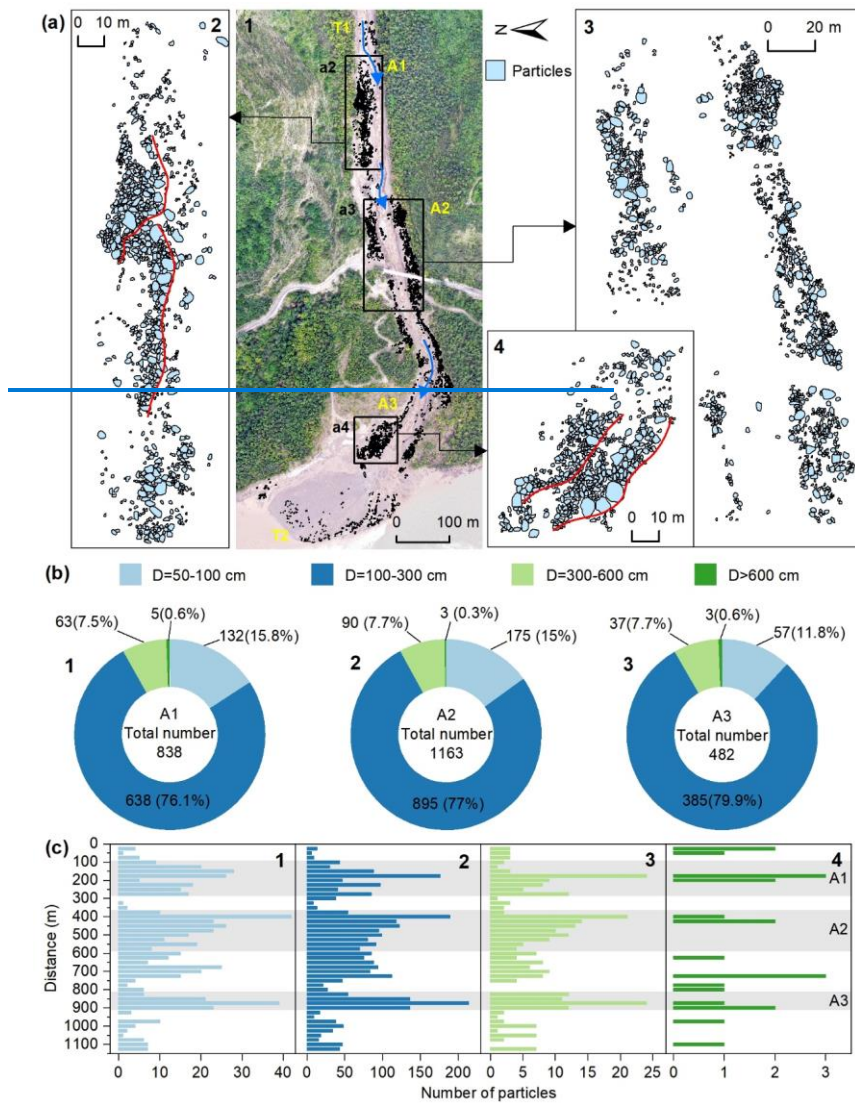 (a)
10 m
2
1
T1
A1
a2
N
Particles
3
0 20 m
a3
A2
A3
a4
T2
0 100 m
4
0 10 m
(b)
D=50-100 cm
D=100-300 cm
D=300-600 cm
D>600 cm
63(7.5%)
5(0.6%)
132(15.8%)
1
A1
Total number
838
638 (76.1%)
90 (7.7%)
3 (0.3%)
175 (15%)
2
A2
Total number
1163
895 (77%)
37(7.7%)
3(0.6%)
57(11.8%)
3
A3
Total number
482
385(79.9%)
(c)
Distance (m)
0
100
200
300
400
500
600
700
800
900
1000
1100
1
2
3
4
A1
A2
A3
0 10 20 30 40
0 50 100 150 200
0 5 10 15 20 25
0 1 2 3
Number of particles